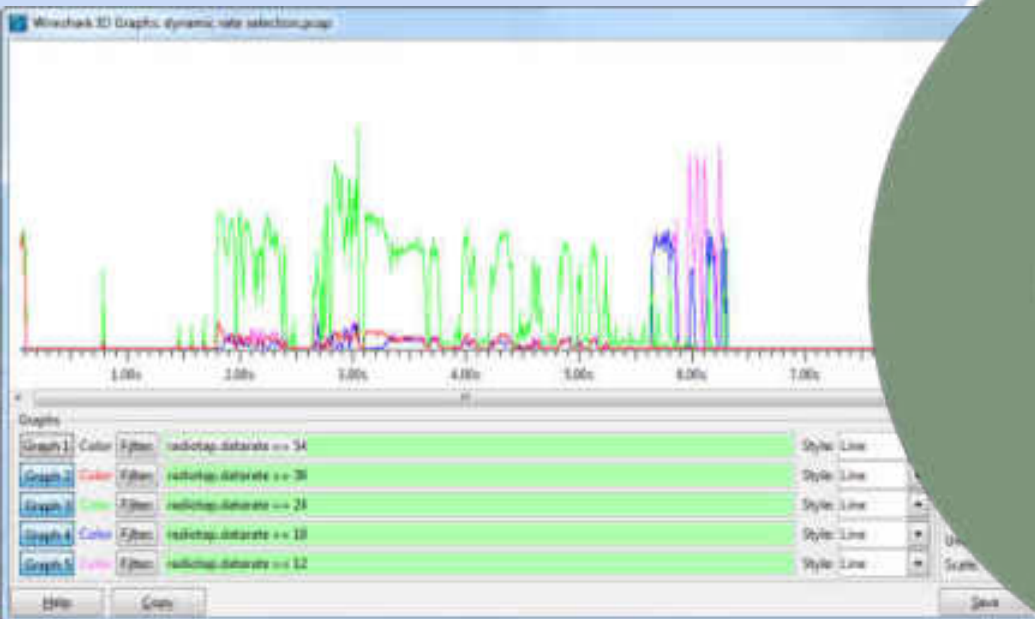 Wireshark IO Graphs: dynamic rate selection.pcap
1.00s 2.00s 3.00s 4.00s 5.00s 6.00s 7.00s
Graphs
Graph 1 Color Filter: radiotap.datarate == 54 Style: Line
Graph 2 Color Filter: radiotap.datarate == 36 Style: Line
Graph 3 Color Filter: radiotap.datarate == 24 Style: Line
Graph 4 Color Filter: radiotap.datarate == 18 Style: Line
Graph 5 Color Filter: radiotap.datarate == 12 Style: Line
Scale:
Help Copy Save